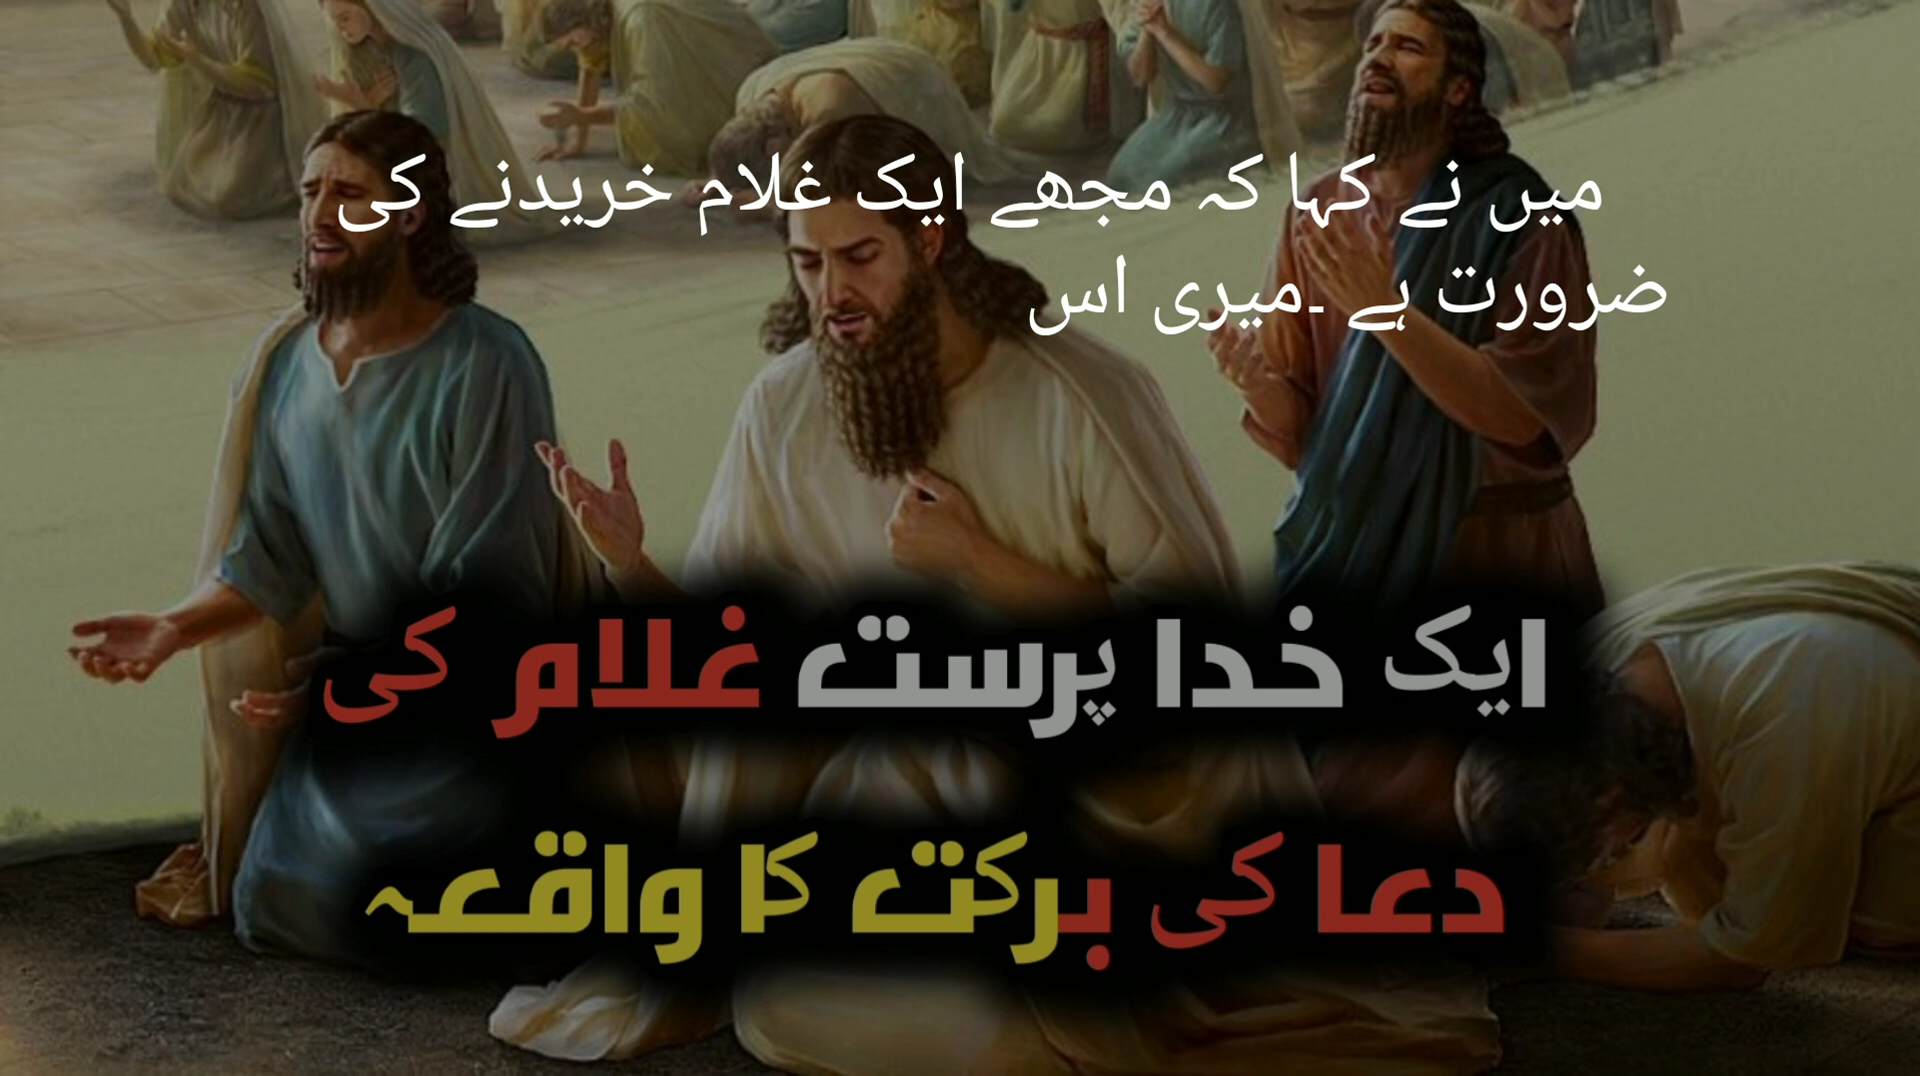 میں نے کہا کہ مجھے ایک غلام خریدنے کی
ضرورت ہے ۔میری اس
ایک خدا پرست غلام کی
دعا کی برکت کا واقعہ